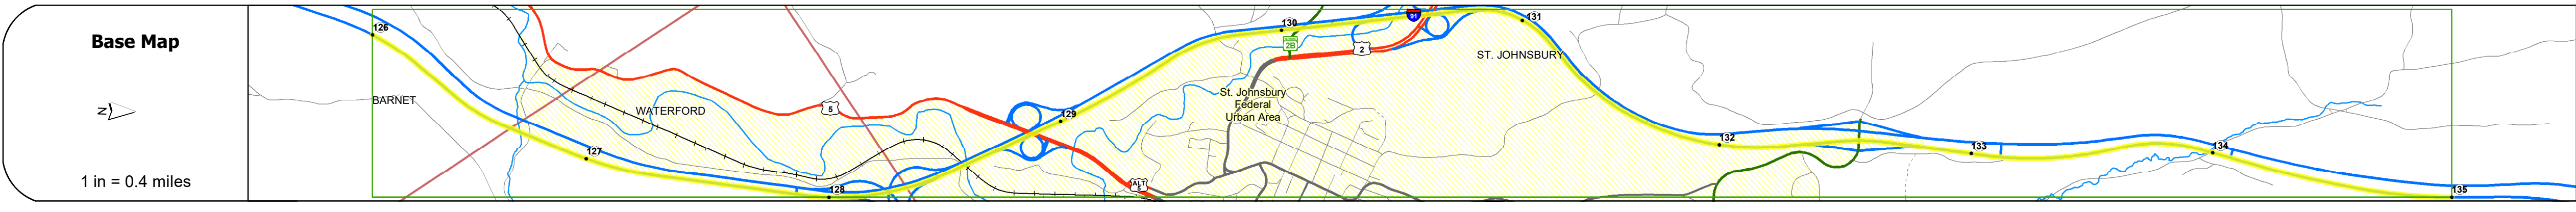 Base Map
N
1 in = 0.4 miles
126
BARNET
127
WATERFORD
5
128
129
ALT
5
130
2B
St. Johnsbury
Federal
Urban Area
2
91
131
ST. JOHNSBURY
132
133
134
135